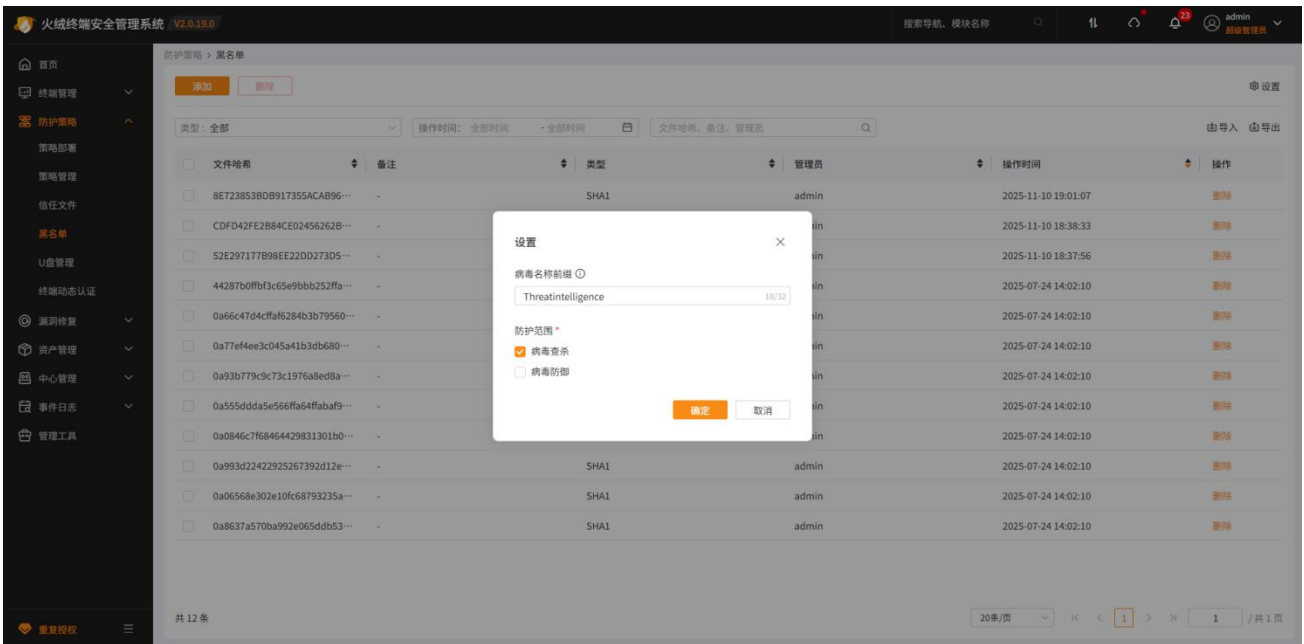 火绒终端安全管理系统 V2.0.19.0 搜索导航、模块名称 23 admin 超级管理员
首页
终端管理
防护策略
策略部署
策略管理
信任文件
黑名单
U盘管理
终端动态认证
漏洞修复
资产管理
中心管理
事件日志
管理工具
重复授权
防护策略 > 黑名单
添加 删除 设置
类型: 全部 操作时间: 全部时间 - 全部时间 文件哈希、备注、管理员 导入 导出
文件哈希 备注 类型 管理员 操作时间 操作
8E723853BDB917355ACAB96… - SHA1 admin 2025-11-10 19:01:07 删除
CDFD42FE2B84CE02456262B… - in 2025-11-10 18:38:33 删除
52E297177B98EE22DD273D5… - in 2025-11-10 18:37:56 删除
44287b0ffbf3c65e9bbb252ffa… - in 2025-07-24 14:02:10 删除
0a66c47d4cffaf6284b3b79560… - in 2025-07-24 14:02:10 删除
0a77ef4ee3c045a41b3db680… - in 2025-07-24 14:02:10 删除
0a93b779c9c73c1976a8ed8a… - in 2025-07-24 14:02:10 删除
0a555ddda5e566ffa64ffabaf9… - in 2025-07-24 14:02:10 删除
0a0846c7f68464429831301b0… - in 2025-07-24 14:02:10 删除
0a993d22422925267392d12e… - SHA1 admin 2025-07-24 14:02:10 删除
0a06568e302e10fc68793235a… - SHA1 admin 2025-07-24 14:02:10 删除
0a8637a570ba992e065ddb53… - SHA1 admin 2025-07-24 14:02:10 删除
设置
病毒名称前缀
Threatintelligence 18/32
防护范围 *
病毒查杀
病毒防御
确定 取消
共 12 条 20条/页 1 1 / 共 1 页